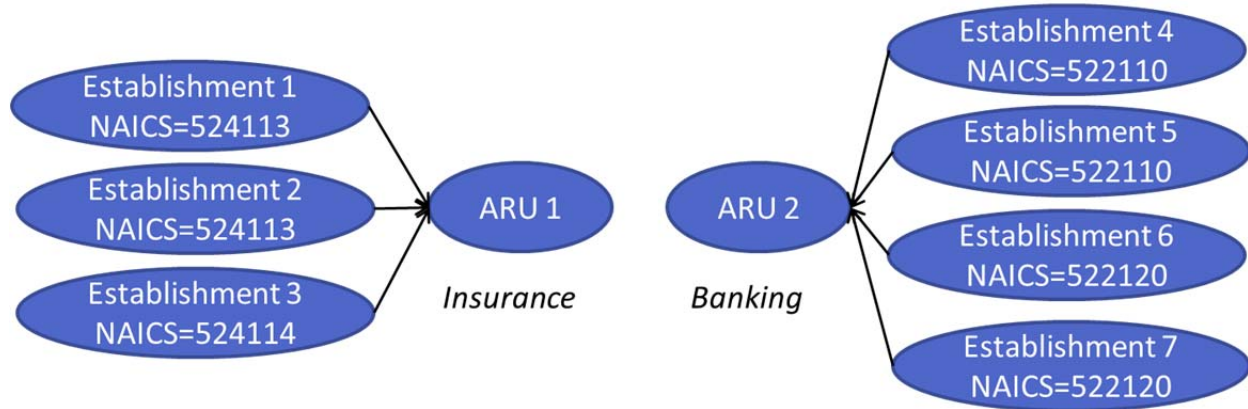 Establishment 1
NAICS=524113
Establishment 2
NAICS=524113
Establishment 3
NAICS=524114
ARU 1
Insurance
ARU 2
Banking
Establishment 4
NAICS=522110
Establishment 5
NAICS=522110
Establishment 6
NAICS=522120
Establishment 7
NAICS=522120